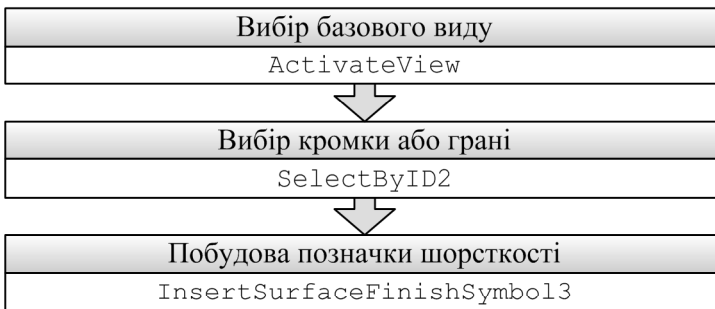 Вибір базового виду
ActivateView
Вибір кромки або грані
SelectByID2
Побудова позначки шорсткості
InsertSurfaceFinishSymbol3